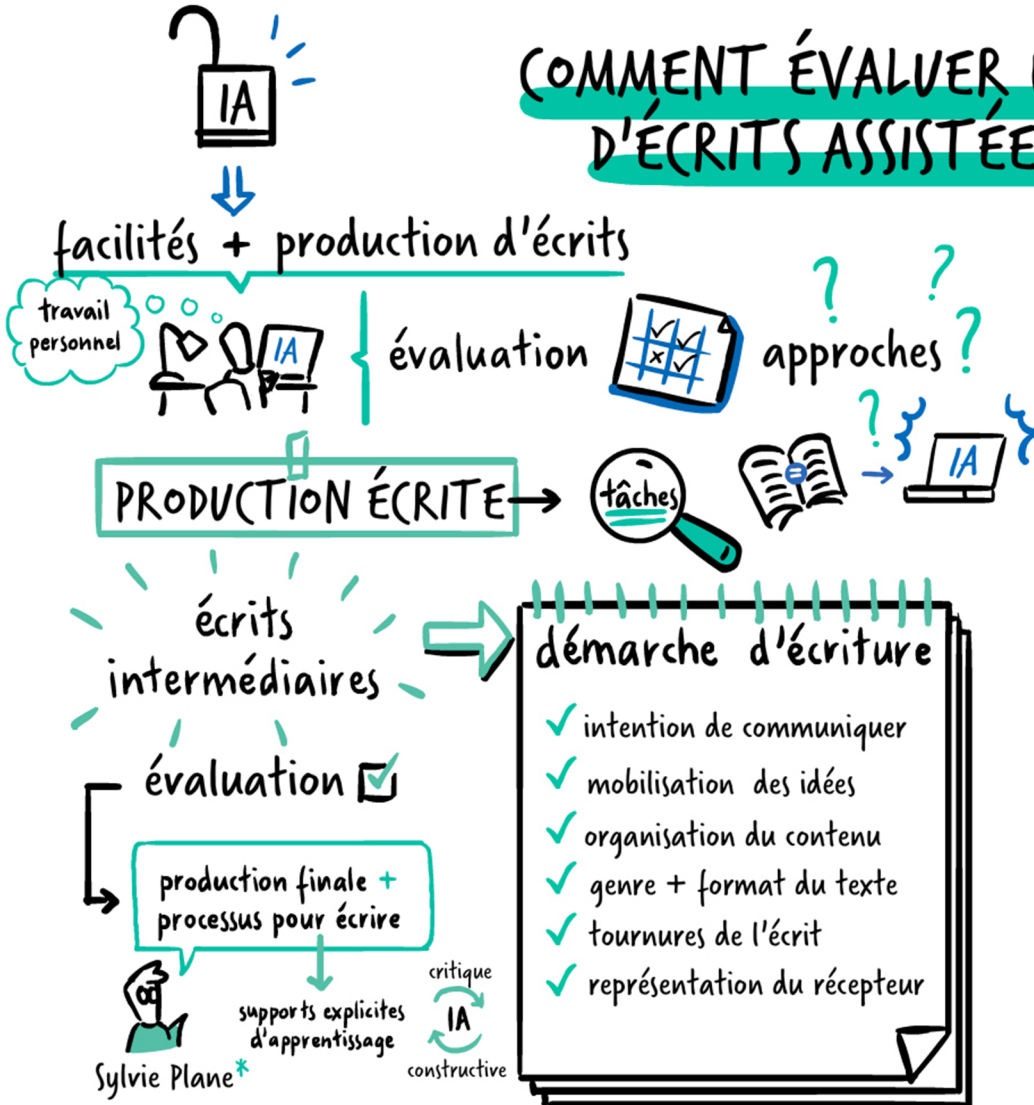 IA
COMMENT ÉVALUER
D'ÉCRITS ASSISTÉE
facilités + production d'écrits
travail
personnel
IA
évaluation
approches ?
? ? ?
IA
PRODUCTION ÉCRITE
tâches
=
écrits
intermédiaires
démarche d'écriture
✓ intention de communiquer
✓ mobilisation des idées
✓ organisation du contenu
✓ genre + format du texte
✓ tournures de l'écrit
✓ représentation du récepteur
évaluation
production finale +
processus pour écrire
supports explicites
d'apprentissage
critique
IA
constructive
Sylvie Plane*